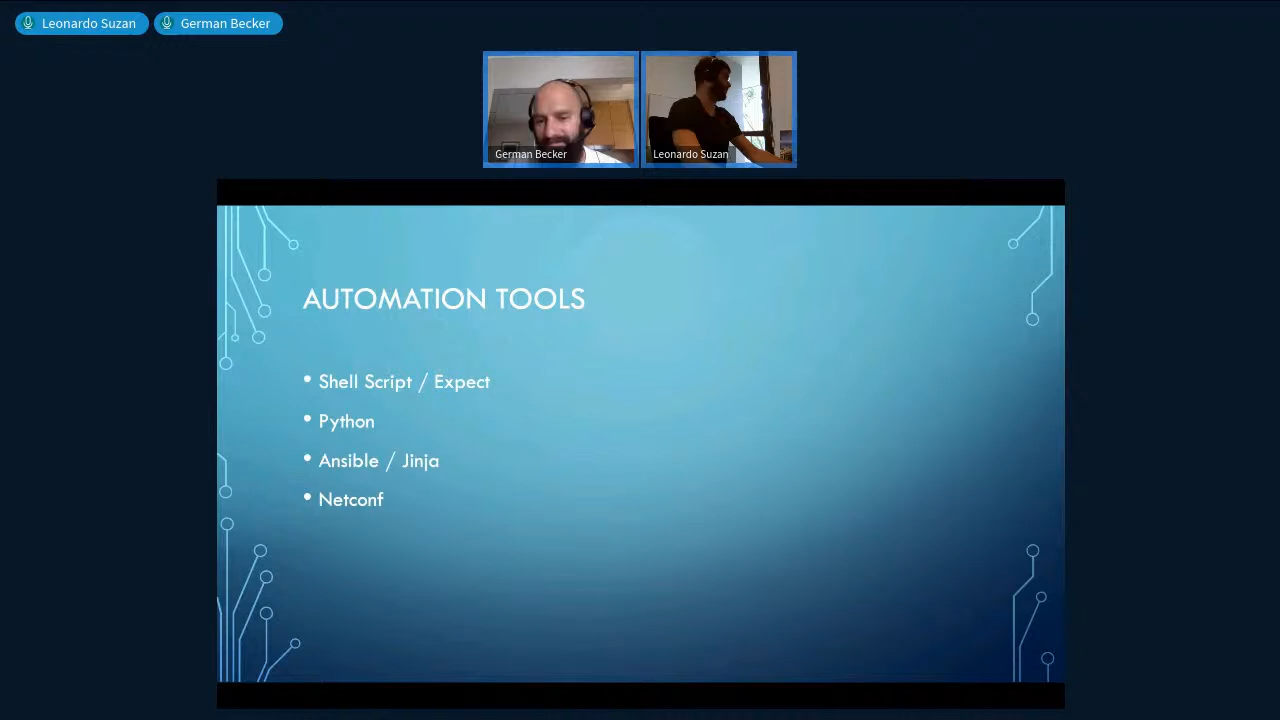 Leonardo Suzan
German Becker
German Becker
Leonardo Suzan
AUTOMATION TOOLS
• Shell Script / Expect
• Python
• Ansible / Jinja
• Netconf